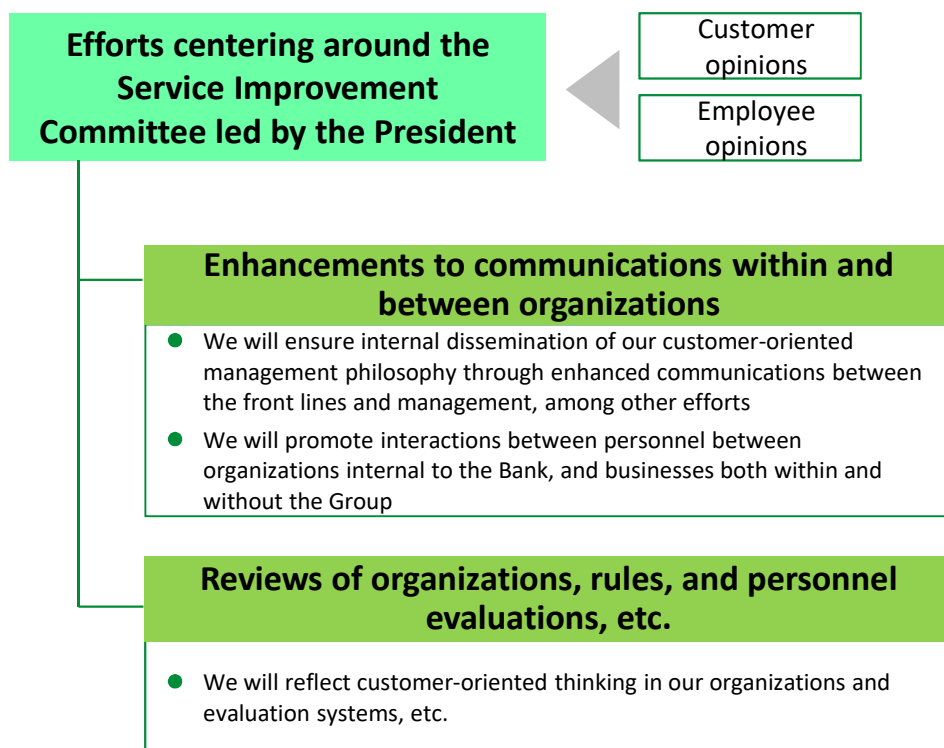 Efforts centering around the
Service Improvement
Committee led by the President
Customer
opinions
Employee
opinions
Enhancements to communications within and
between organizations
● We will ensure internal dissemination of our customer-oriented
management philosophy through enhanced communications between
the front lines and management, among other efforts
● We will promote interactions between personnel between
organizations internal to the Bank, and businesses both within and
without the Group
Reviews of organizations, rules, and personnel
evaluations, etc.
● We will reflect customer-oriented thinking in our organizations and
evaluation systems, etc.